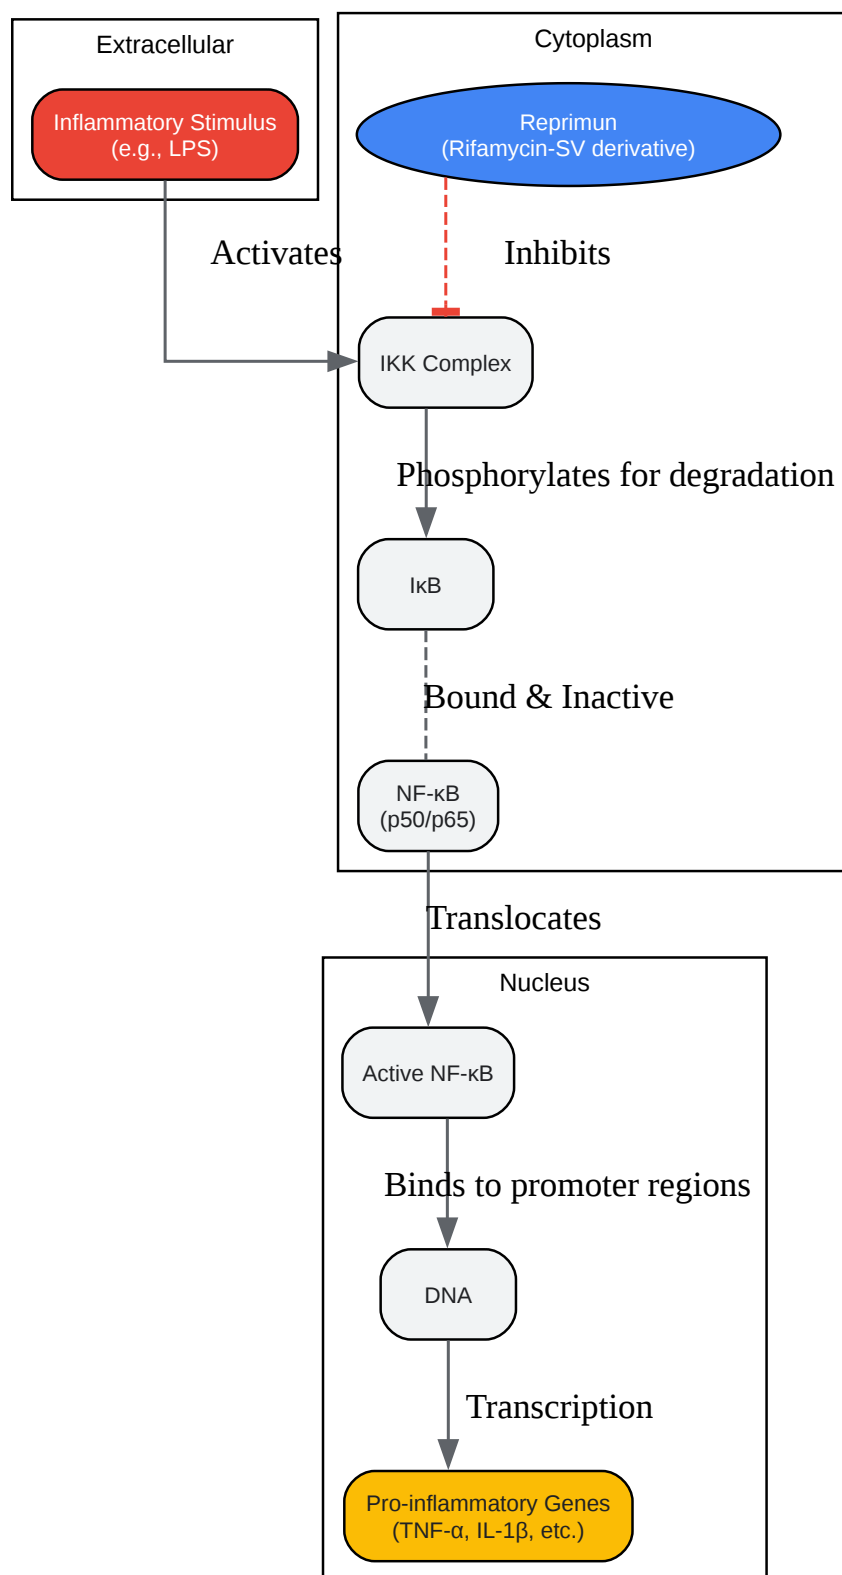 Extracellular
Cytoplasm
Inflammatory Stimulus
(e.g., LPS)
Reprimun
(Rifamycin-SV derivative)
Activates
Inhibits
IKK Complex
Phosphorylates for degradation
IκB
Bound & Inactive
NF-κB
(p50/p65)
Translocates
Nucleus
Active NF-κB
Binds to promoter regions
DNA
Transcription
Pro-inflammatory Genes
(TNF-α, IL-1β, etc.)